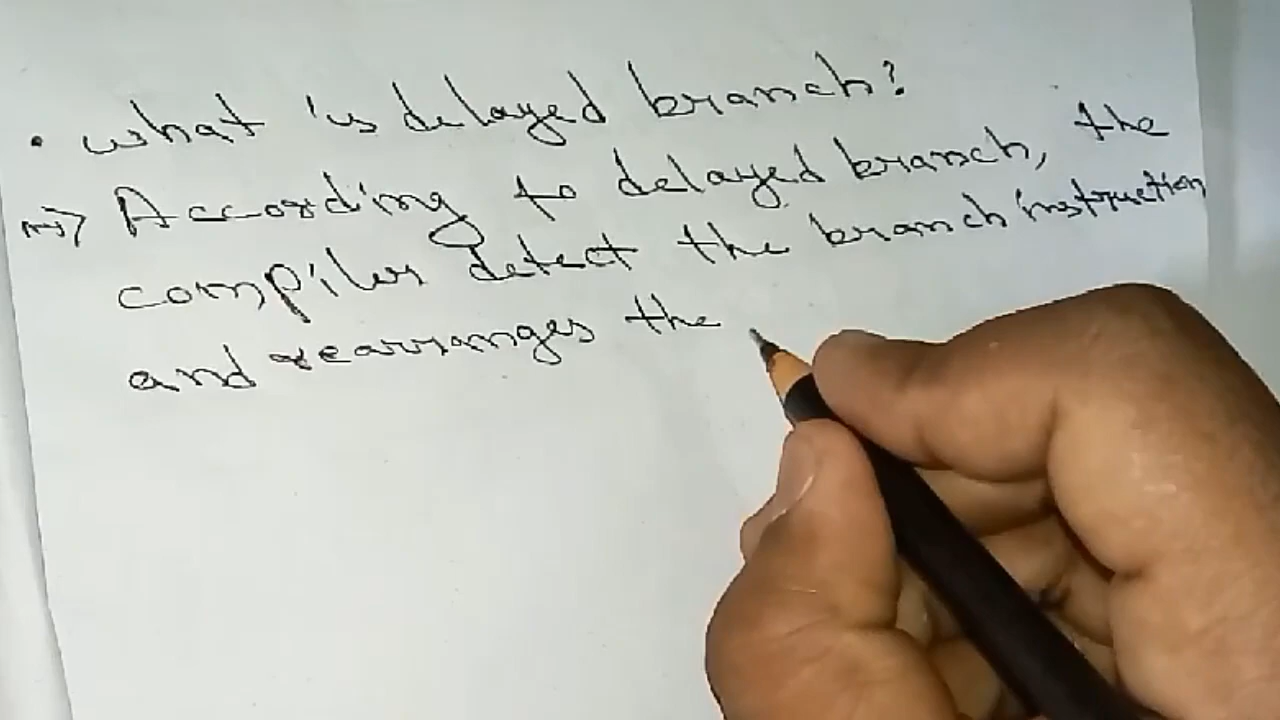 • What is delayed branch?
⇒ According to delayed branch, the
compiler detect the branch instruction
and rearranges the